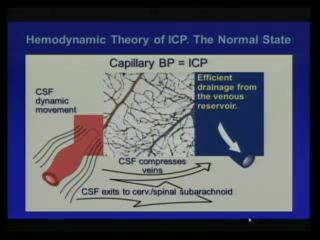 Hemodynamic Theory of ICP. The Normal State
Capillary BP = ICP
CSF
dynamic
movement
Efficient
drainage from
the venous
reservoir.
CSF compresses
veins
CSF exits to cerv./spinal subarachnoid